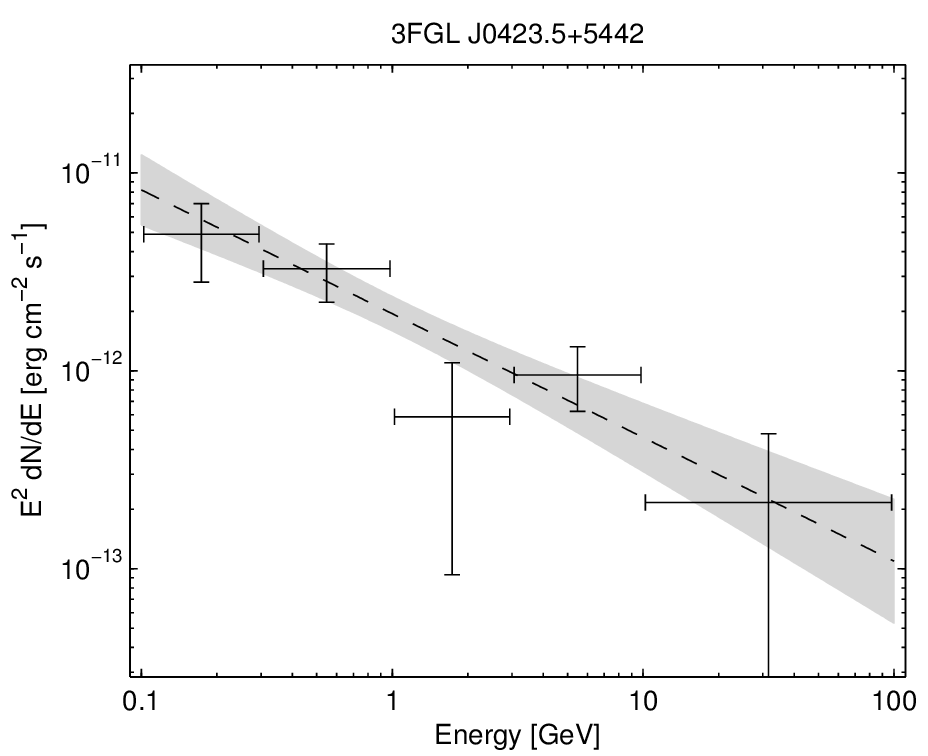 3FGL J0423.5+5442
10⁻¹¹
10⁻¹²
10⁻¹³
E² dN/dE [erg cm⁻² s⁻¹]
0.1 1 10 100
Energy [GeV]